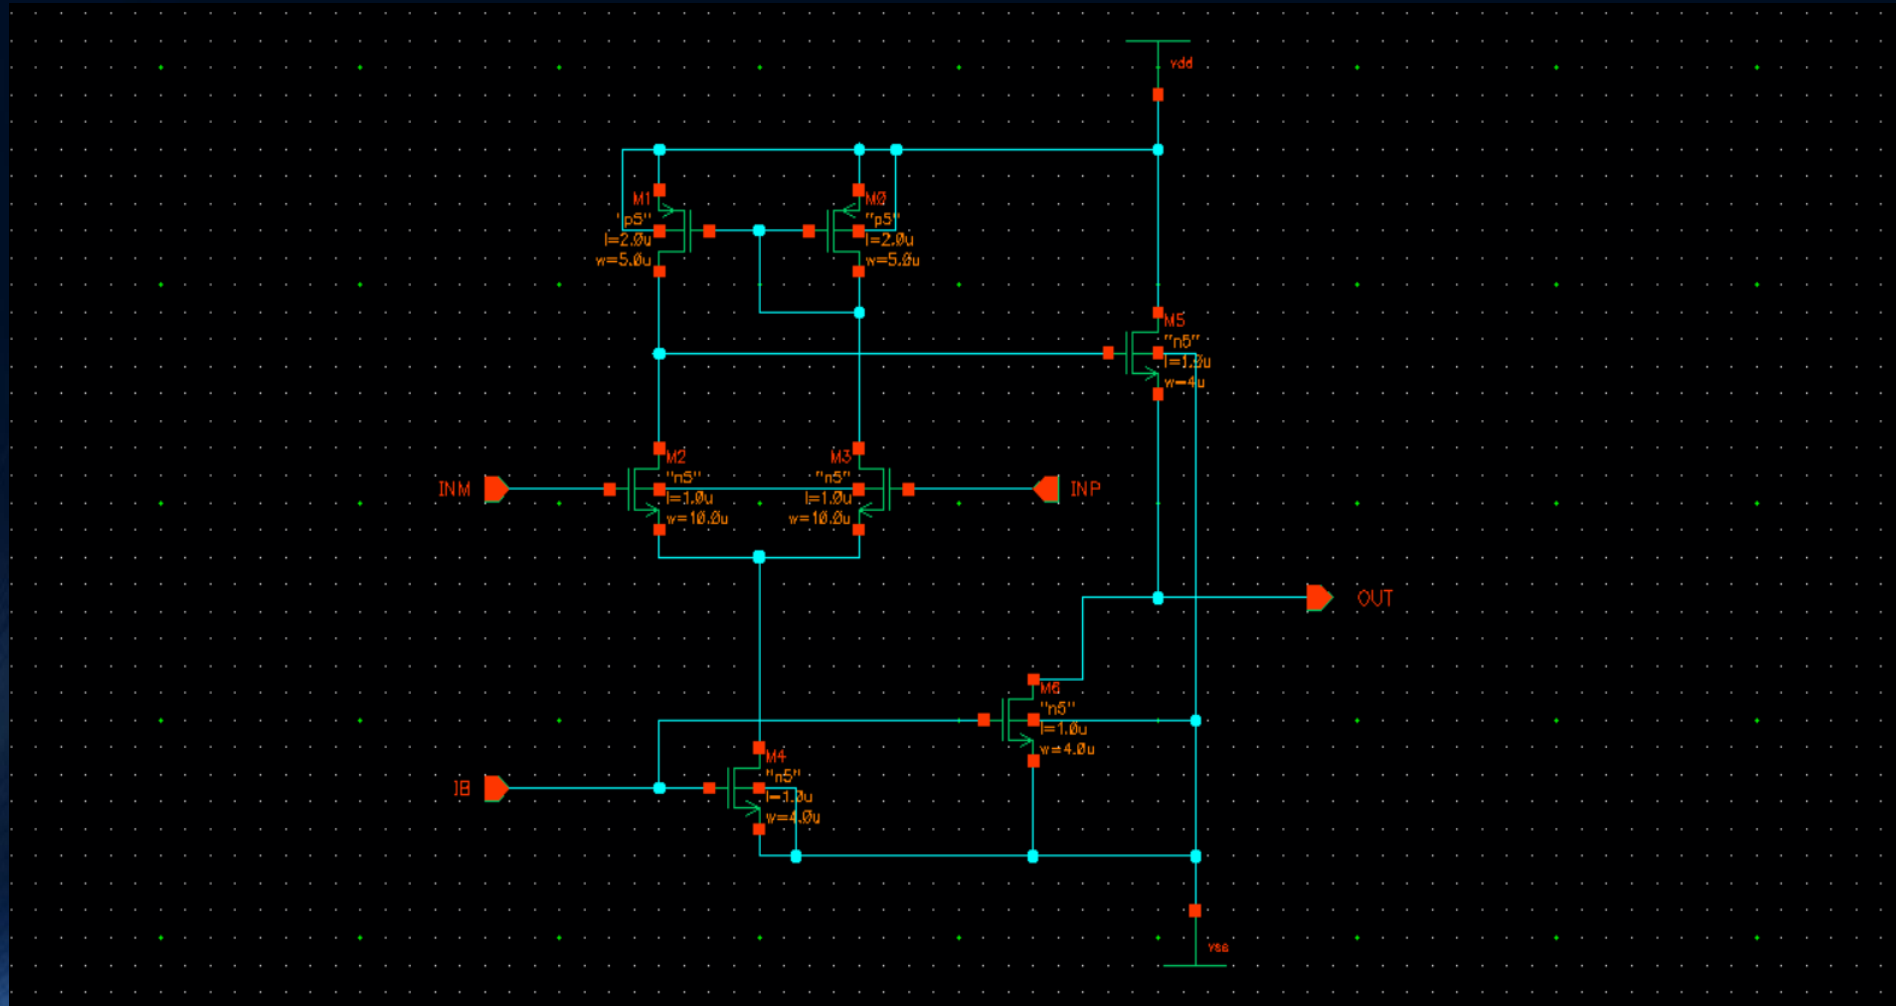 vdd
M1
"p5"
l=2.0u
w=5.0u
M0
"p5"
l=2.0u
w=5.0u
M5
"n5"
l=1.0u
w=4u
M2
"n5"
l=1.0u
w=10.0u
M3
"n5"
l=1.0u
w=10.0u
INM
INP
OUT
M6
"n5"
l=1.0u
w=4.0u
M4
"n5"
l=1.0u
w=4.0u
IB
vss